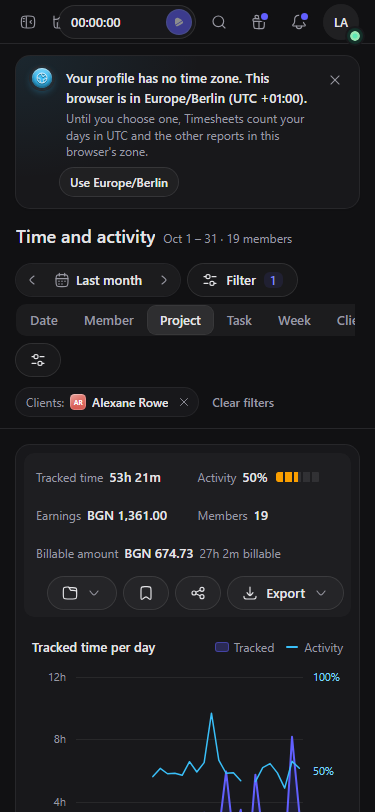 00:00:00
LA
Your profile has no time zone. This
browser is in Europe/Berlin (UTC +01:00).
Until you choose one, Timesheets count your
days in UTC and the other reports in this
browser's zone.
Use Europe/Berlin
Time and activity Oct 1 – 31 · 19 members
Last month
Filter 1
Date Member Project Task Week Clie
Clients: AR Alexane Rowe
Clear filters
Tracked time 53h 21m
Activity 50%
Earnings BGN 1,361.00
Members 19
Billable amount BGN 674.73 27h 2m billable
Export
Tracked time per day
Tracked
Activity
12h
100%
8h
50%
4h